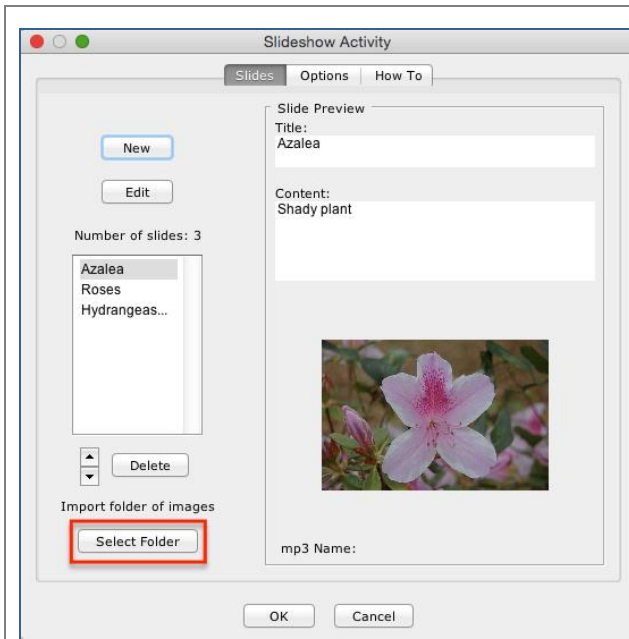 Slideshow Activity
Slides Options How To
New
Edit
Number of slides: 3
Azalea
Roses
Hydrangeas...
Delete
Import folder of images
Select Folder
Slide Preview
Title:
Azalea
Content:
Shady plant
mp3 Name:
OK Cancel